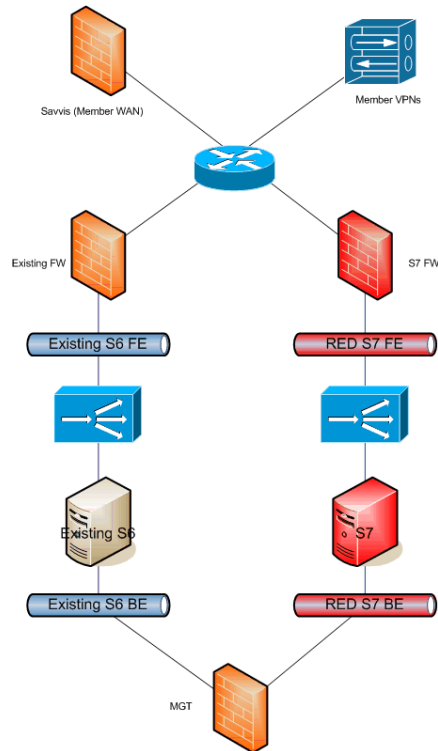 Savvis (Member WAN)
Member VPNs
Existing FW
S7 FW
Existing S6 FE
RED S7 FE
Existing S6
S7
Existing S6 BE
RED S7 BE
MGT